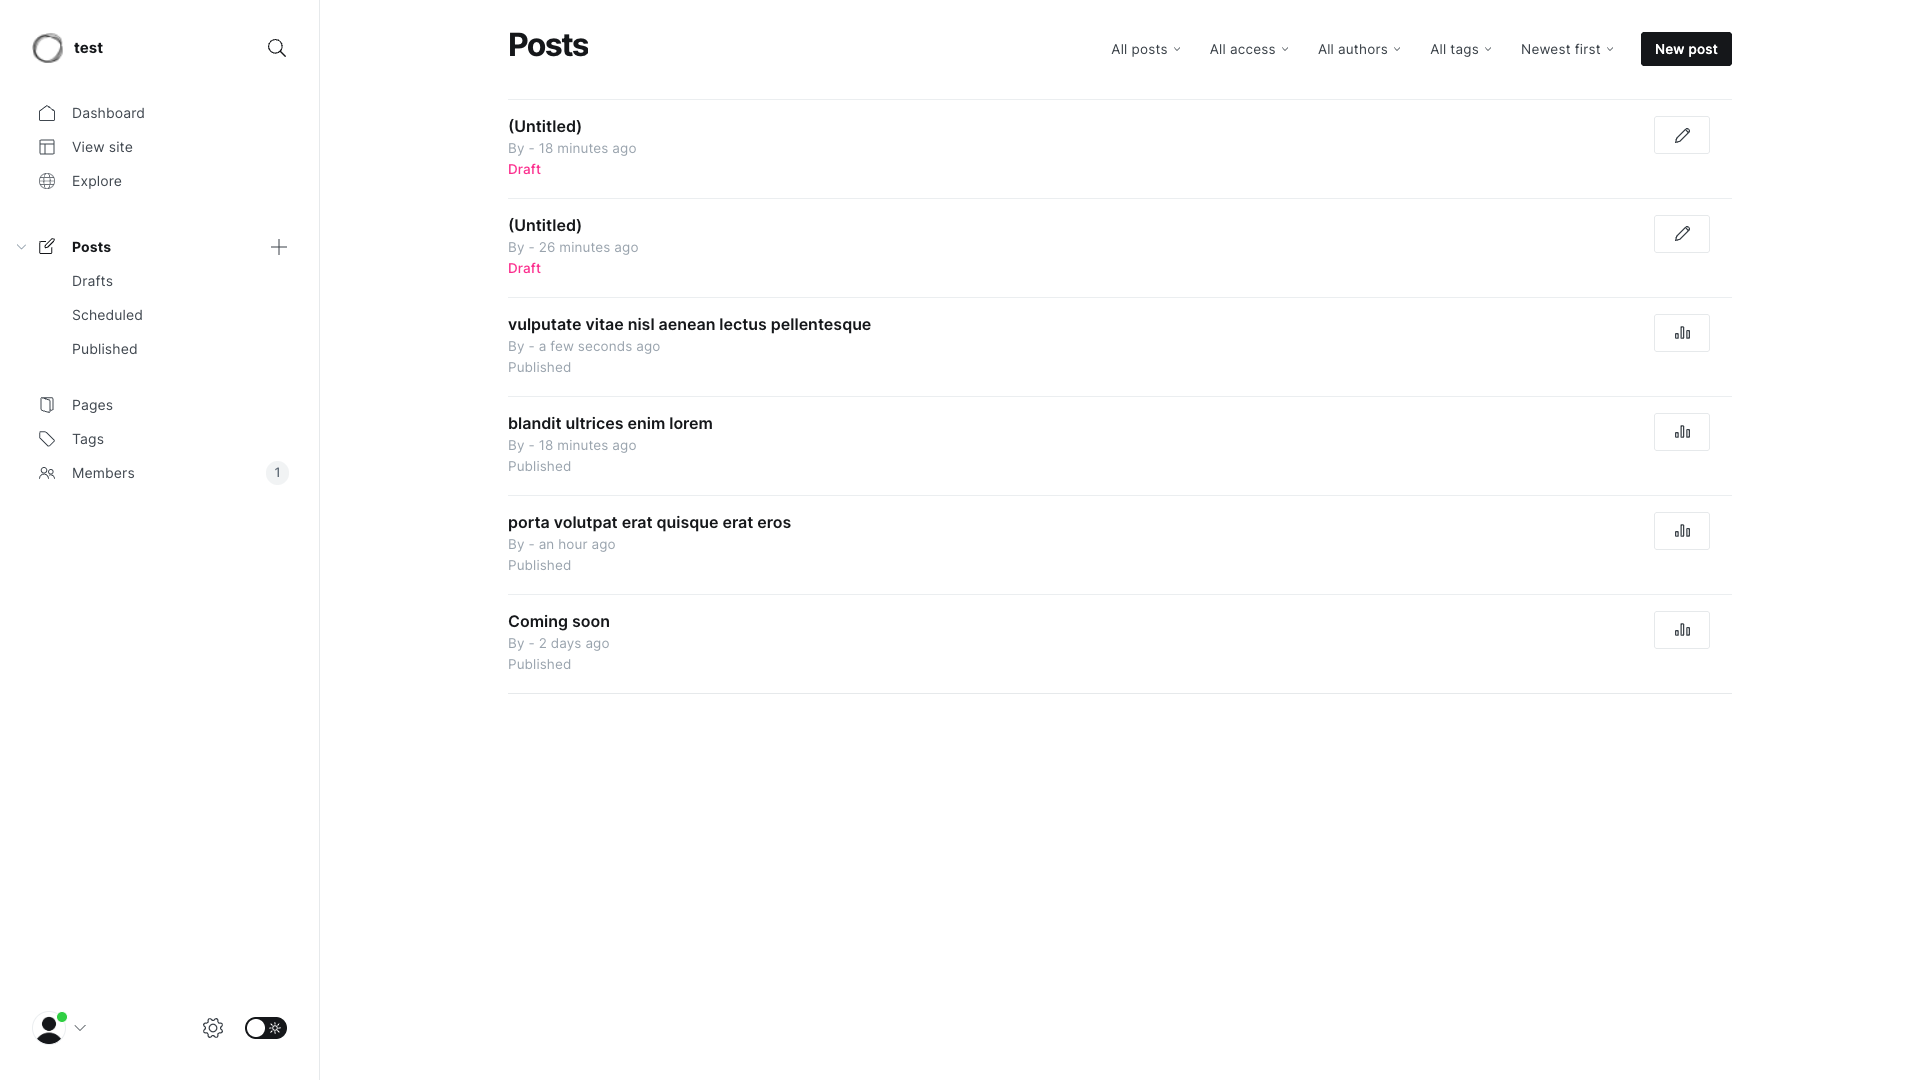 test
Dashboard
View site
Explore
Posts
Drafts
Scheduled
Published
Pages
Tags
Members 1
Posts
All posts All access All authors All tags Newest first New post
(Untitled)
By - 18 minutes ago
Draft
(Untitled)
By - 26 minutes ago
Draft
vulputate vitae nisl aenean lectus pellentesque
By - a few seconds ago
Published
blandit ultrices enim lorem
By - 18 minutes ago
Published
porta volutpat erat quisque erat eros
By - an hour ago
Published
Coming soon
By - 2 days ago
Published